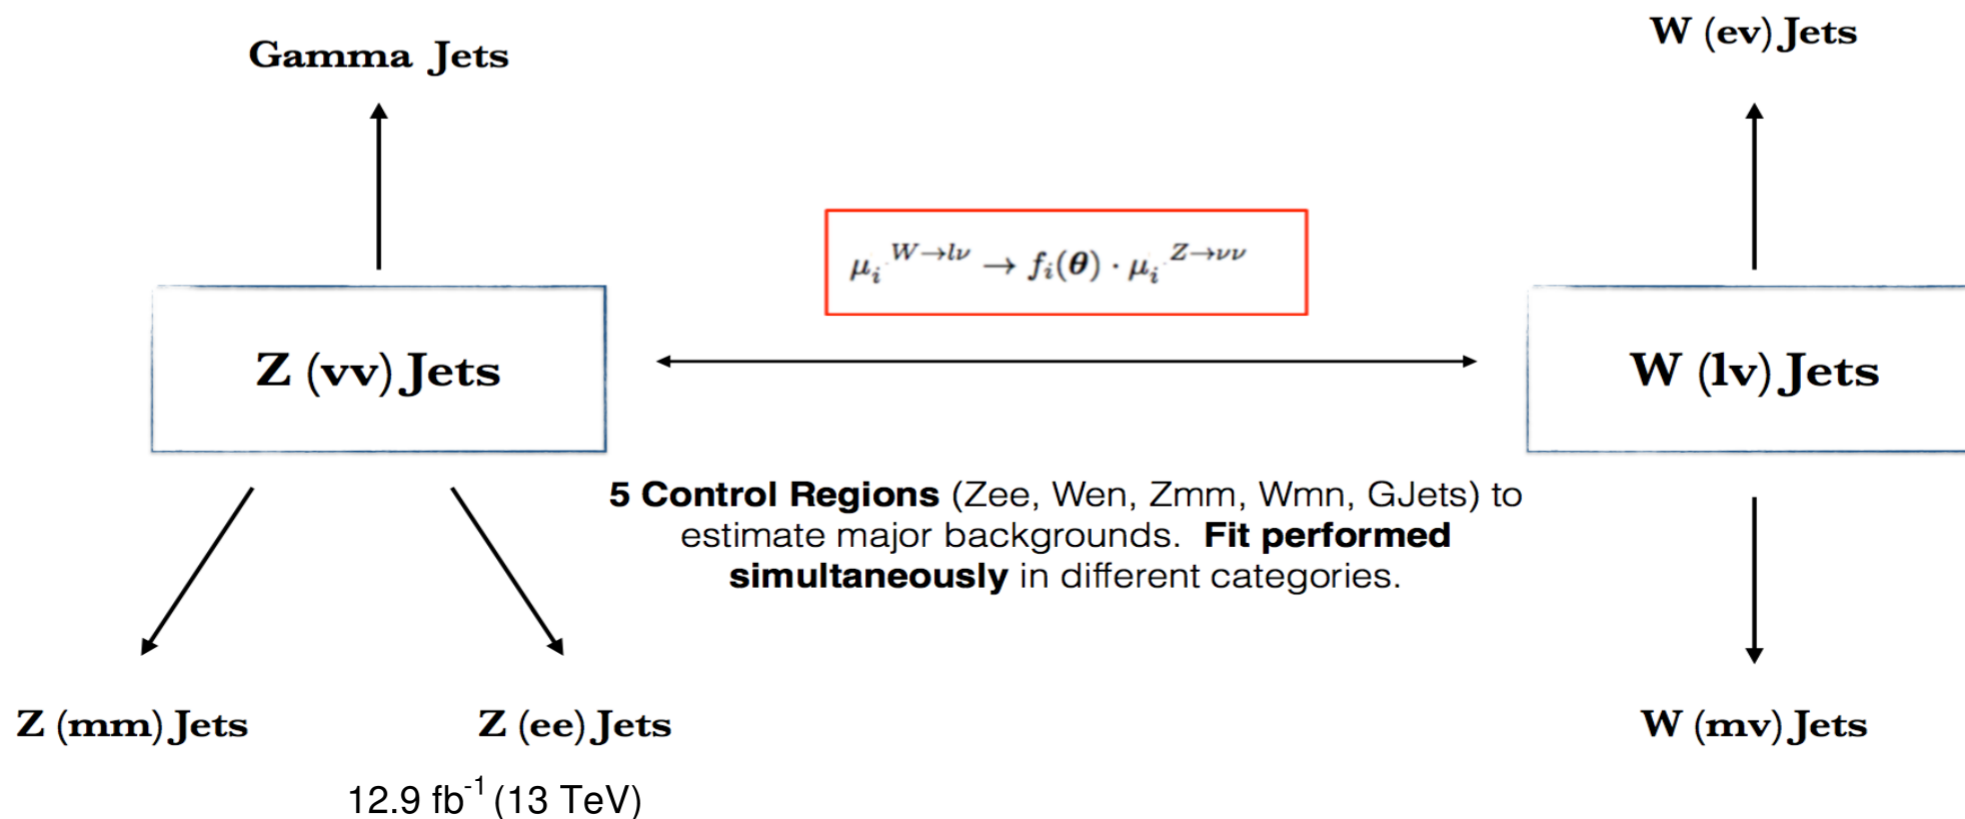 Gamma Jets
W (ev) Jets
μᵢ^{W→lν} → fᵢ(θ) · μᵢ^{Z→νν}
Z (vv) Jets
W (lv) Jets
5 Control Regions (Zee, Wen, Zmm, Wmn, GJets) to
estimate major backgrounds. Fit performed
simultaneously in different categories.
Z (mm) Jets
Z (ee) Jets
W (mv) Jets
12.9 fb⁻¹ (13 TeV)